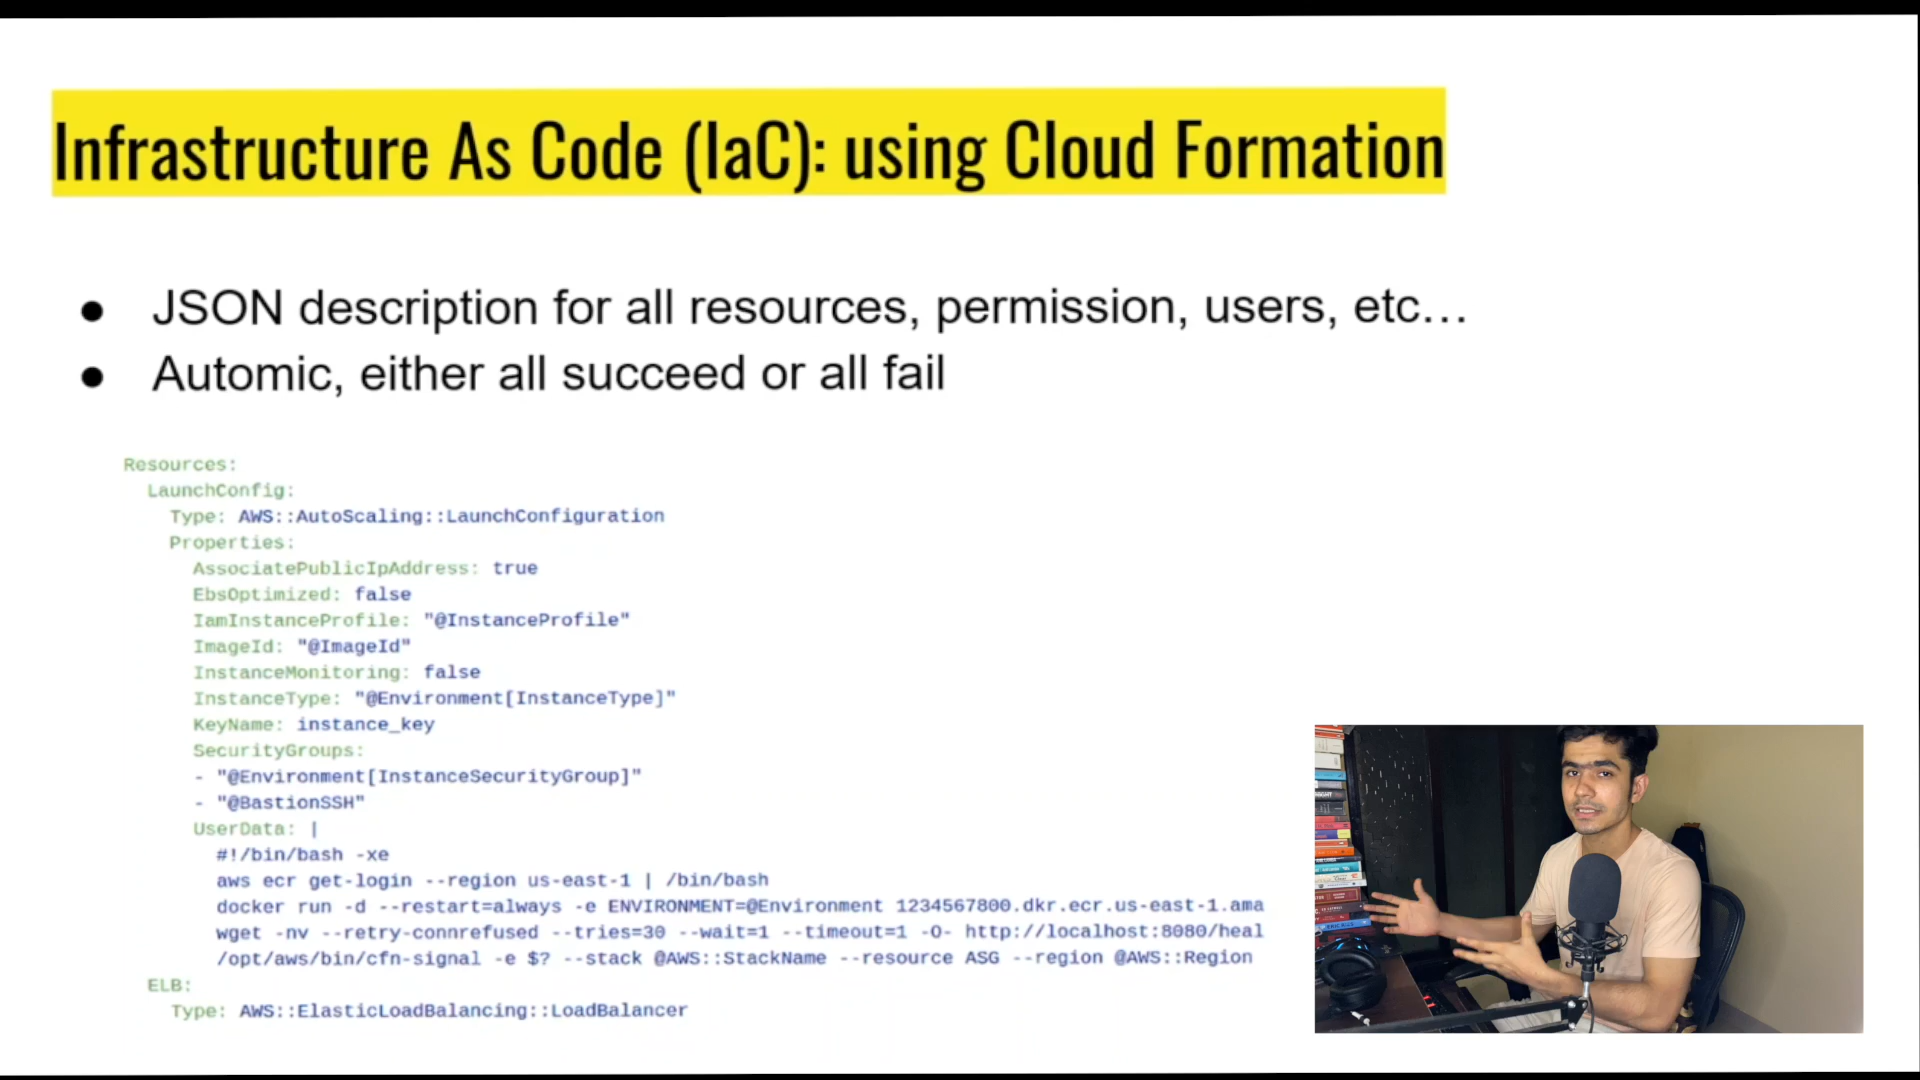 Infrastructure As Code (IaC): using Cloud Formation
● JSON description for all resources, permission, users, etc…
● Automic, either all succeed or all fail
Resources:
LaunchConfig:
Type: AWS::AutoScaling::LaunchConfiguration
Properties:
AssociatePublicIpAddress: true
EbsOptimized: false
IamInstanceProfile: "@InstanceProfile"
ImageId: "@ImageId"
InstanceMonitoring: false
InstanceType: "@Environment[InstanceType]"
KeyName: instance_key
SecurityGroups:
- "@Environment[InstanceSecurityGroup]"
- "@BastionSSH"
UserData: |
#!/bin/bash -xe
aws ecr get-login --region us-east-1 | /bin/bash
docker run -d --restart=always -e ENVIRONMENT=@Environment 1234567800.dkr.ecr.us-east-1.ama
wget -nv --retry-connrefused --tries=30 --wait=1 --timeout=1 -O- http://localhost:8080/heal
/opt/aws/bin/cfn-signal -e $? --stack @AWS::StackName --resource ASG --region @AWS::Region
ELB:
Type: AWS::ElasticLoadBalancing::LoadBalancer